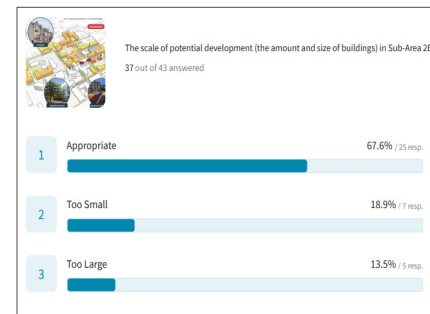 The scale of potential development (the amount and size of buildings) in Sub-Area 2E
37 out of 43 answered
1
Appropriate
67.6% / 25 resp.
2
Too Small
18.9% / 7 resp.
3
Too Large
13.5% / 5 resp.